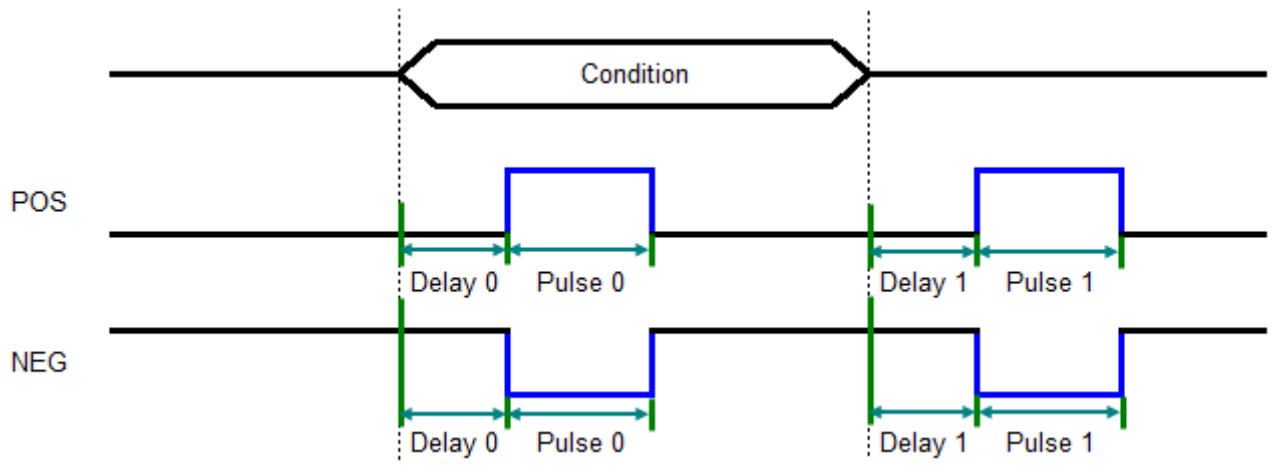 Condition
POS
Delay 0 Pulse 0 Delay 1 Pulse 1
NEG
Delay 0 Pulse 0 Delay 1 Pulse 1